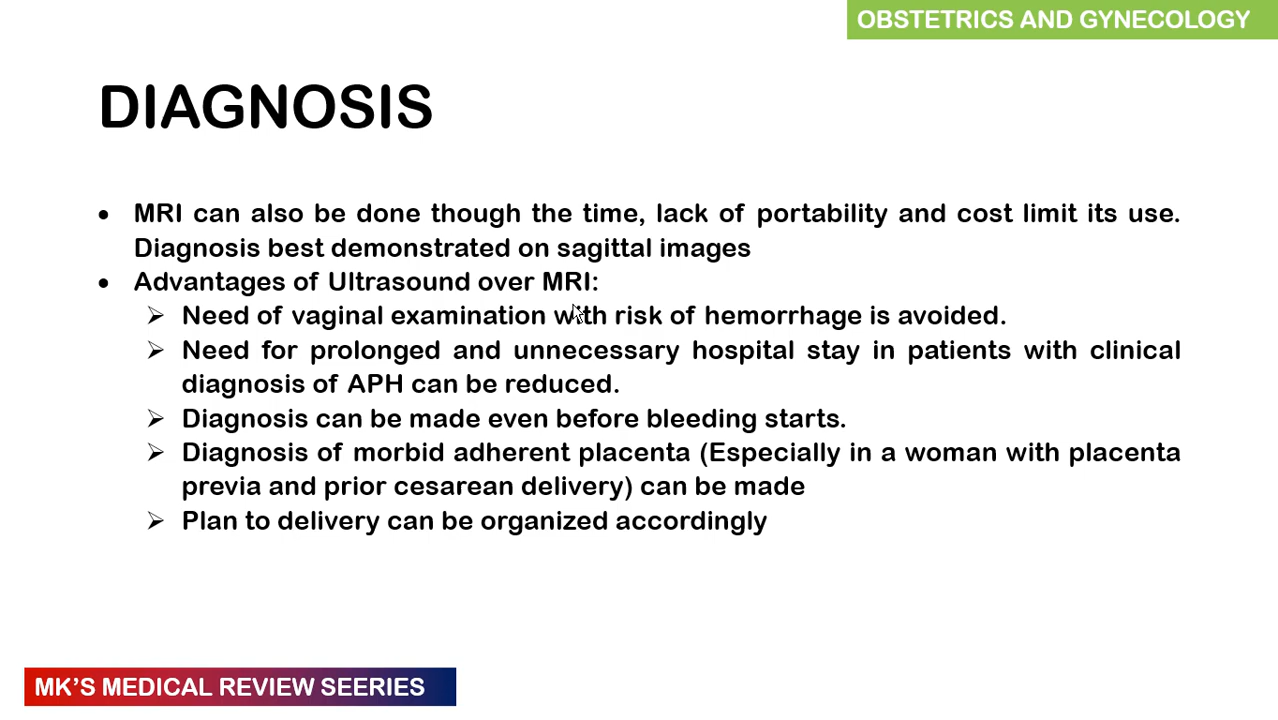 OBSTETRICS AND GYNECOLOGY
DIAGNOSIS
• MRI can also be done though the time, lack of portability and cost limit its use.
Diagnosis best demonstrated on sagittal images
• Advantages of Ultrasound over MRI:
➢ Need of vaginal examination with risk of hemorrhage is avoided.
➢ Need for prolonged and unnecessary hospital stay in patients with clinical
diagnosis of APH can be reduced.
➢ Diagnosis can be made even before bleeding starts.
➢ Diagnosis of morbid adherent placenta (Especially in a woman with placenta
previa and prior cesarean delivery) can be made
➢ Plan to delivery can be organized accordingly
MK'S MEDICAL REVIEW SEERIES